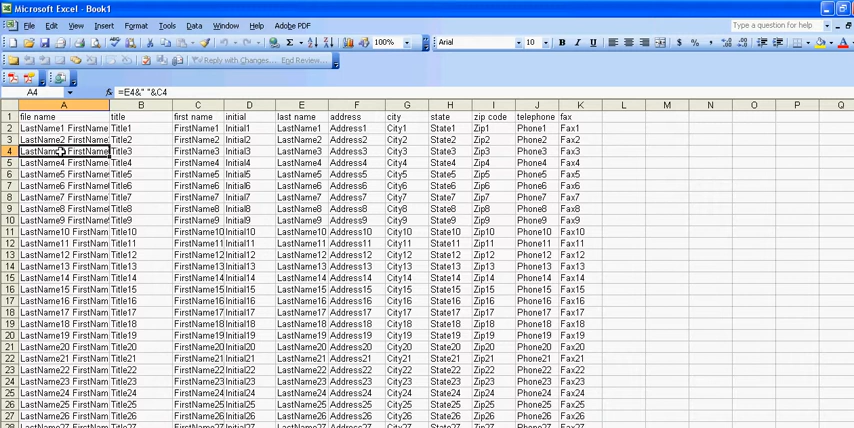 Microsoft Excel - Book1
File Edit View Insert Format Tools Data Window Help Adobe PDF
Type a question for help
100% Arial 10 B I U $ % ,
Reply with Changes... End Review...
A4 fx =E4&" "&C4
A B C D E F G H I J K L M N O P Q
1 file name title first name initial last name address city state zip code telephone fax
2 LastName1 FirstName Title1 FirstName1 Initial1 LastName1 Address1 City1 State1 Zip1 Phone1 Fax1
3 LastName2 FirstName Title2 FirstName2 Initial2 LastName2 Address2 City2 State2 Zip2 Phone2 Fax2
4 LastName3 FirstName Title3 FirstName3 Initial3 LastName3 Address3 City3 State3 Zip3 Phone3 Fax3
5 LastName4 FirstName Title4 FirstName4 Initial4 LastName4 Address4 City4 State4 Zip4 Phone4 Fax4
6 LastName5 FirstName Title5 FirstName5 Initial5 LastName5 Address5 City5 State5 Zip5 Phone5 Fax5
7 LastName6 FirstName Title6 FirstName6 Initial6 LastName6 Address6 City6 State6 Zip6 Phone6 Fax6
8 LastName7 FirstName Title7 FirstName7 Initial7 LastName7 Address7 City7 State7 Zip7 Phone7 Fax7
9 LastName8 FirstName Title8 FirstName8 Initial8 LastName8 Address8 City8 State8 Zip8 Phone8 Fax8
10 LastName9 FirstName Title9 FirstName9 Initial9 LastName9 Address9 City9 State9 Zip9 Phone9 Fax9
11 LastName10 FirstNam Title10 FirstName10 Initial10 LastName10 Address10 City10 State10 Zip10 Phone10 Fax10
12 LastName11 FirstNam Title11 FirstName11 Initial11 LastName11 Address11 City11 State11 Zip11 Phone11 Fax11
13 LastName12 FirstNam Title12 FirstName12 Initial12 LastName12 Address12 City12 State12 Zip12 Phone12 Fax12
14 LastName13 FirstNam Title13 FirstName13 Initial13 LastName13 Address13 City13 State13 Zip13 Phone13 Fax13
15 LastName14 FirstNam Title14 FirstName14 Initial14 LastName14 Address14 City14 State14 Zip14 Phone14 Fax14
16 LastName15 FirstNam Title15 FirstName15 Initial15 LastName15 Address15 City15 State15 Zip15 Phone15 Fax15
17 LastName16 FirstNam Title16 FirstName16 Initial16 LastName16 Address16 City16 State16 Zip16 Phone16 Fax16
18 LastName17 FirstNam Title17 FirstName17 Initial17 LastName17 Address17 City17 State17 Zip17 Phone17 Fax17
19 LastName18 FirstNam Title18 FirstName18 Initial18 LastName18 Address18 City18 State18 Zip18 Phone18 Fax18
20 LastName19 FirstNam Title19 FirstName19 Initial19 LastName19 Address19 City19 State19 Zip19 Phone19 Fax19
21 LastName20 FirstNam Title20 FirstName20 Initial20 LastName20 Address20 City20 State20 Zip20 Phone20 Fax20
22 LastName21 FirstNam Title21 FirstName21 Initial21 LastName21 Address21 City21 State21 Zip21 Phone21 Fax21
23 LastName22 FirstNam Title22 FirstName22 Initial22 LastName22 Address22 City22 State22 Zip22 Phone22 Fax22
24 LastName23 FirstNam Title23 FirstName23 Initial23 LastName23 Address23 City23 State23 Zip23 Phone23 Fax23
25 LastName24 FirstNam Title24 FirstName24 Initial24 LastName24 Address24 City24 State24 Zip24 Phone24 Fax24
26 LastName25 FirstNam Title25 FirstName25 Initial25 LastName25 Address25 City25 State25 Zip25 Phone25 Fax25
27 LastName26 FirstNam Title26 FirstName26 Initial26 LastName26 Address26 City26 State26 Zip26 Phone26 Fax26